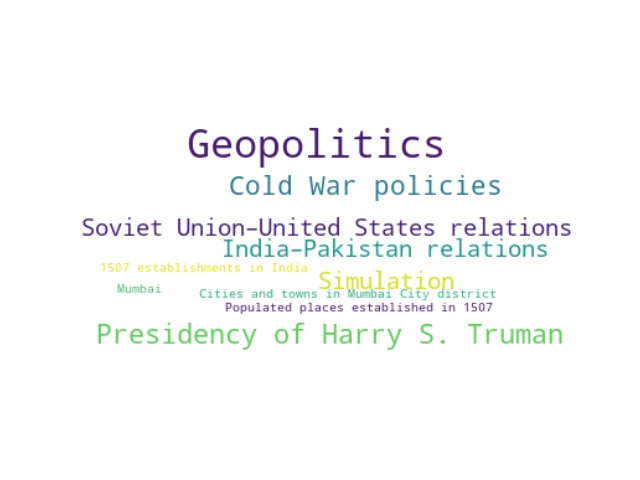 Geopolitics
Cold War policies
Soviet Union–United States relations
India–Pakistan relations
1507 establishments in India
Simulation
Mumbai
Cities and towns in Mumbai City district
Populated places established in 1507
Presidency of Harry S. Truman